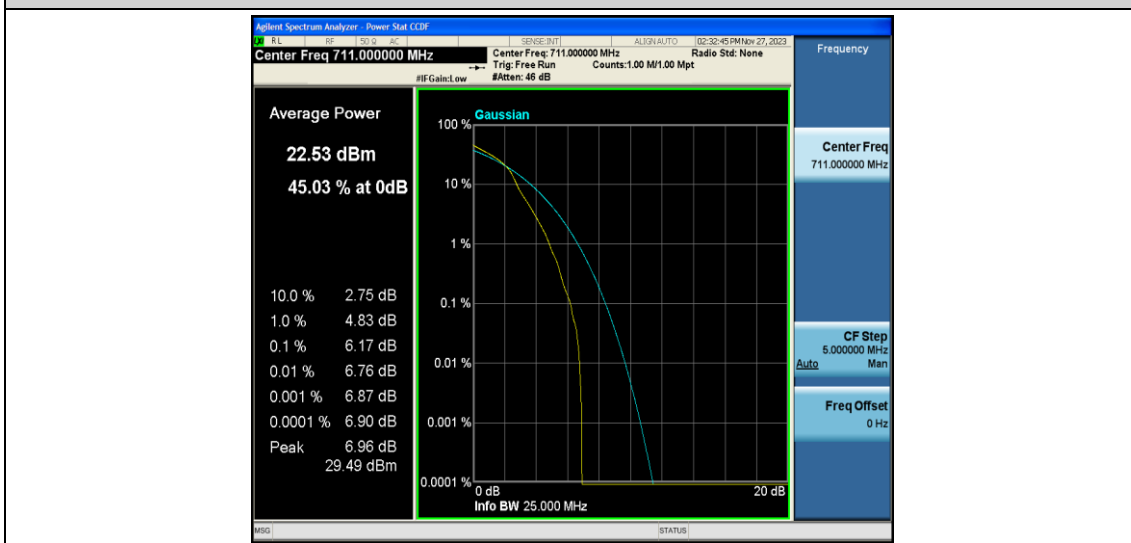 Agilent Spectrum Analyzer - Power Stat CCDF
RL RF 50 Ω AC SENSE:INT ALIGN AUTO 02:32:45 PM Nov 27, 2023
Center Freq 711.000000 MHz
Center Freq: 711.000000 MHz Radio Std: None
Trig: Free Run Counts:1.00 M/1.00 Mpt
#IFGain:Low #Atten: 46 dB
Frequency
Average Power
22.53 dBm
45.03 % at 0dB
10.0 % 2.75 dB
1.0 % 4.83 dB
0.1 % 6.17 dB
0.01 % 6.76 dB
0.001 % 6.87 dB
0.0001 % 6.90 dB
Peak 6.96 dB
29.49 dBm
Gaussian
100 %
10 %
1 %
0.1 %
0.01 %
0.001 %
0.0001 %
0 dB 20 dB
Info BW 25.000 MHz
Center Freq
711.000000 MHz
CF Step
5.000000 MHz
Auto Man
Freq Offset
0 Hz
MSG STATUS